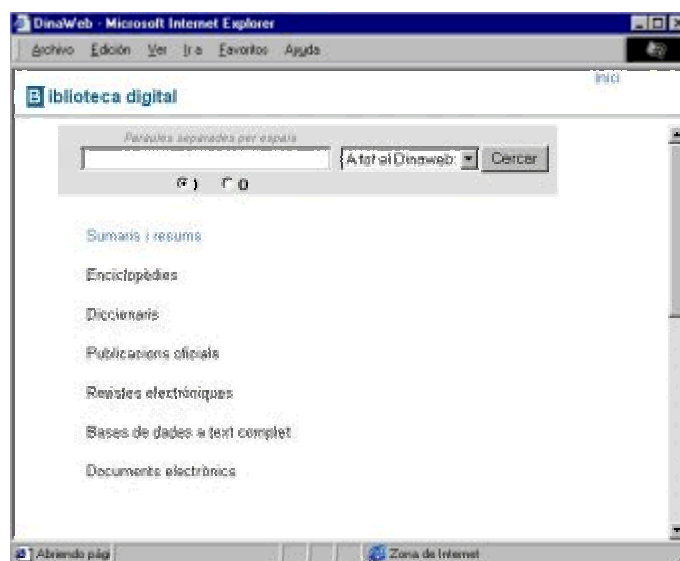 DinaWeb - Microsoft Internet Explorer
Archivo Edición Ver Ir a Favoritos Ayuda
Inici
Biblioteca digital
Paraules separades per espais
A tot el Dinaweb Cercar
I O
Sumaris i resums
Enciclopèdies
Diccionaris
Publicacions oficials
Revistes electròniques
Bases de dades a text complet
Documents electrònics
Abriendo pági Zona de Internet